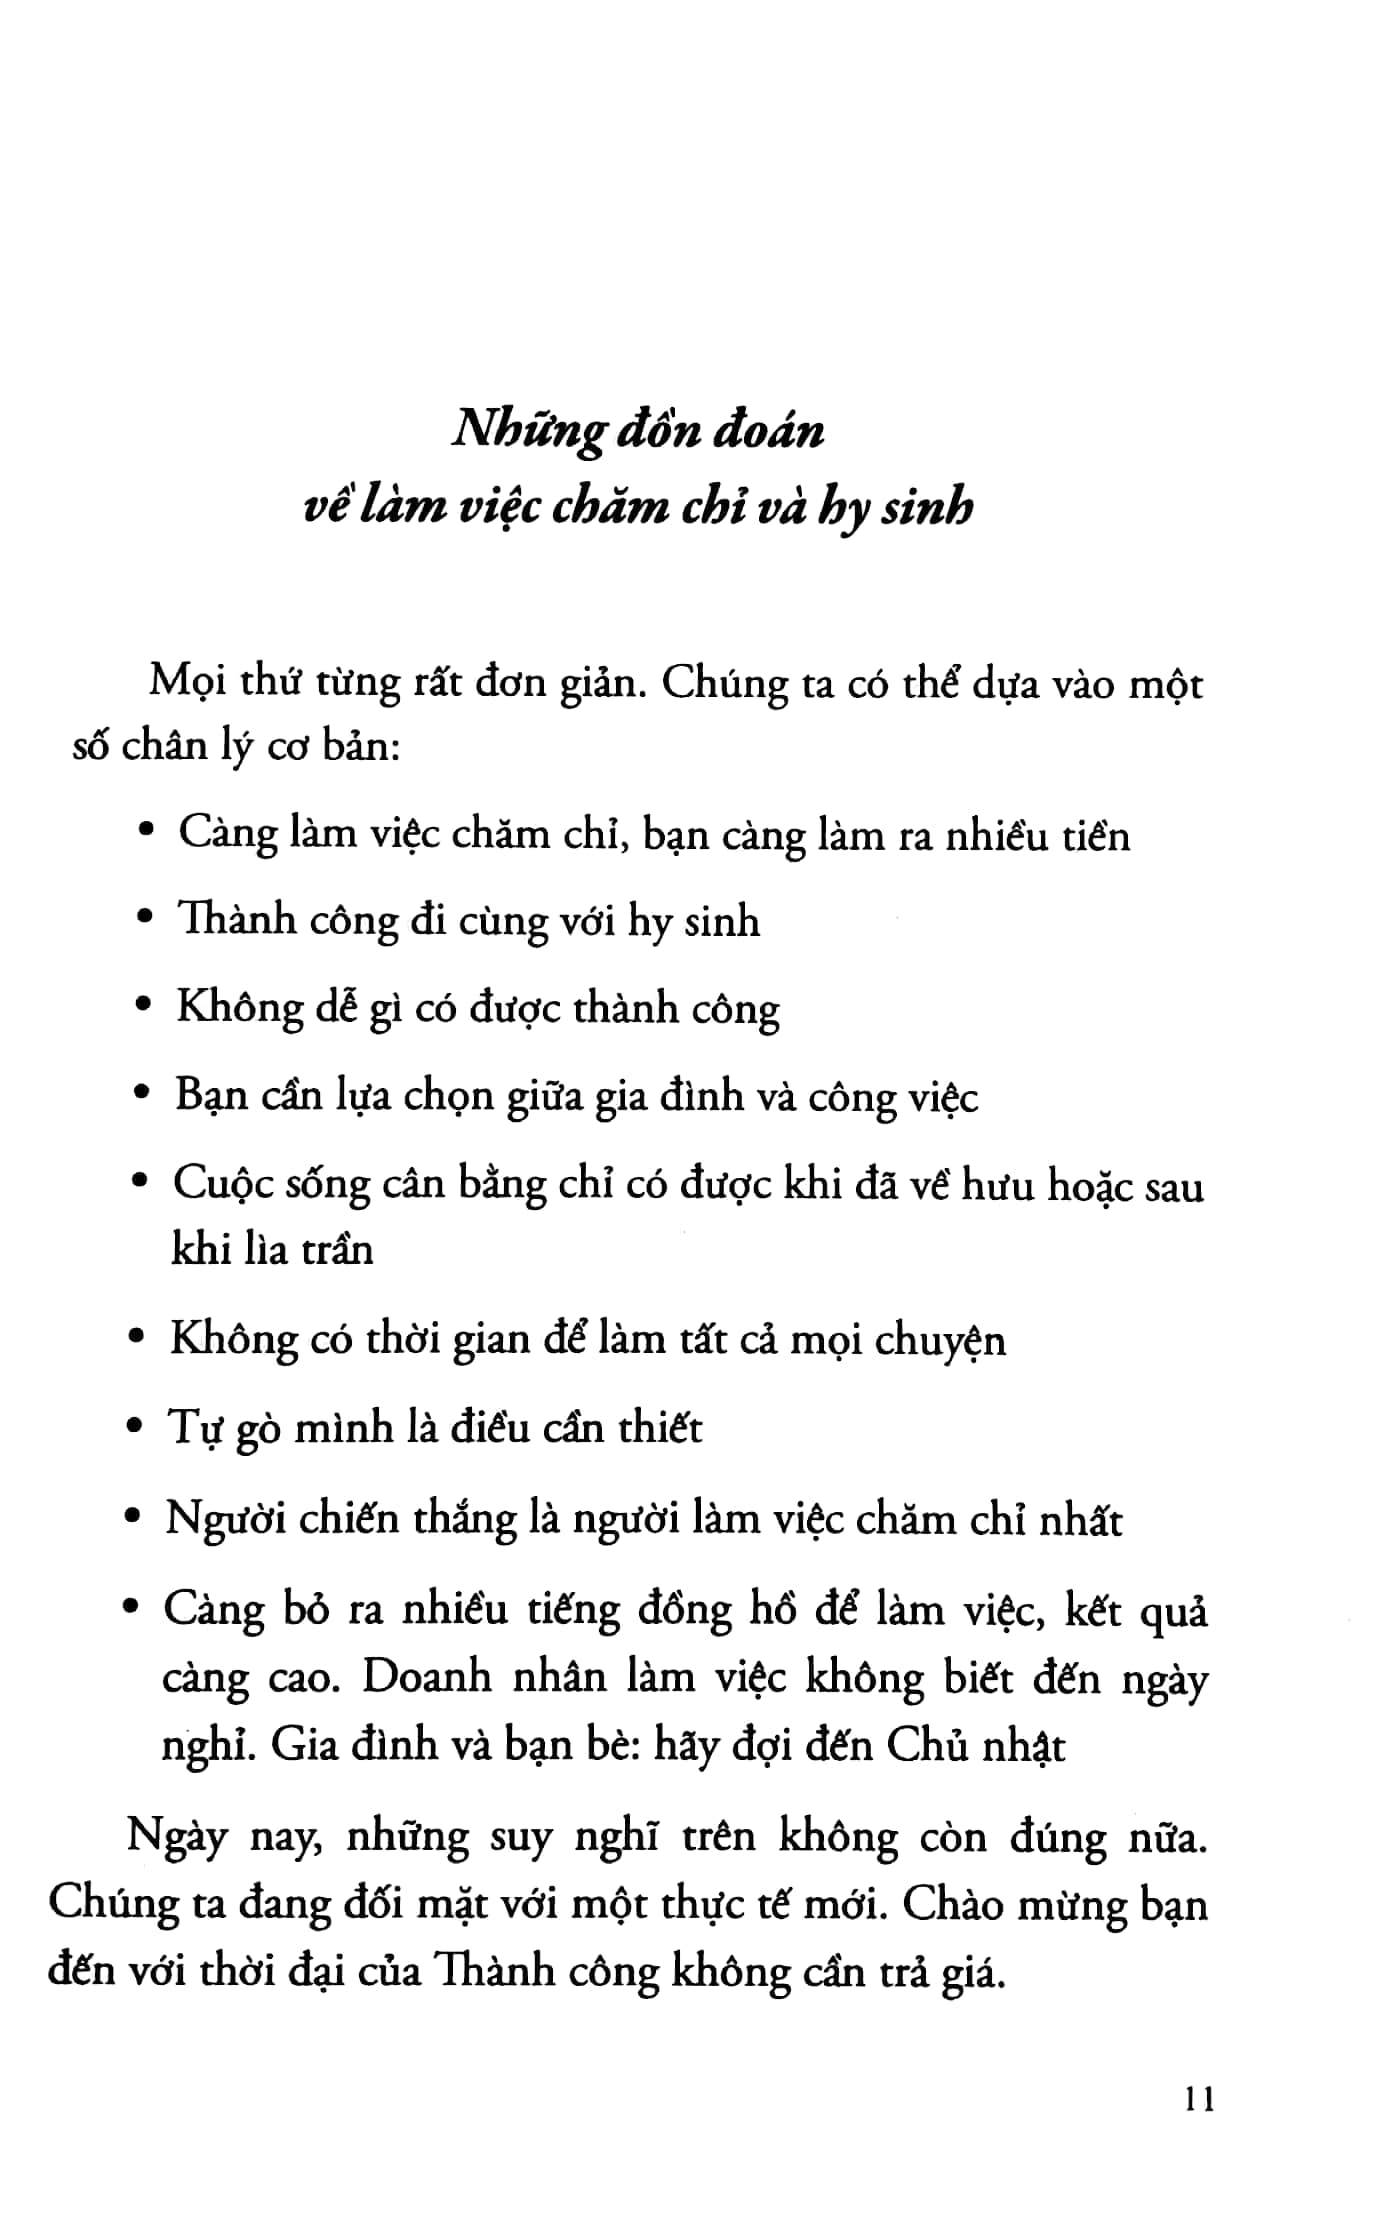 Những đồn đoán
về làm việc chăm chỉ và hy sinh
Mọi thứ từng rất đơn giản. Chúng ta có thể dựa vào một
số chân lý cơ bản:
• Càng làm việc chăm chỉ, bạn càng làm ra nhiều tiền
• Thành công đi cùng với hy sinh
• Không dễ gì có được thành công
• Bạn cần lựa chọn giữa gia đình và công việc
• Cuộc sống cân bằng chỉ có được khi đã về hưu hoặc sau
khi lìa trần
• Không có thời gian để làm tất cả mọi chuyện
• Tự gò mình là điều cần thiết
• Người chiến thắng là người làm việc chăm chỉ nhất
• Càng bỏ ra nhiều tiếng đồng hồ để làm việc, kết quả
càng cao. Doanh nhân làm việc không biết đến ngày
nghỉ. Gia đình và bạn bè: hãy đợi đến Chủ nhật
Ngày nay, những suy nghĩ trên không còn đúng nữa.
Chúng ta đang đối mặt với một thực tế mới. Chào mừng bạn
đến với thời đại của Thành công không cần trả giá.
11